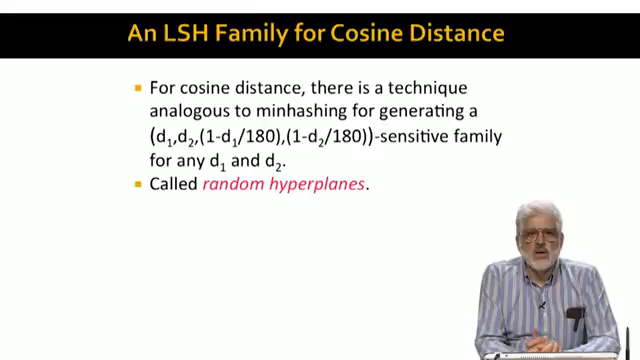 An LSH Family for Cosine Distance
For cosine distance, there is a technique
analogous to minhashing for generating a
(d₁,d₂,(1-d₁/180),(1-d₂/180))-sensitive family
for any d₁ and d₂.
Called random hyperplanes.